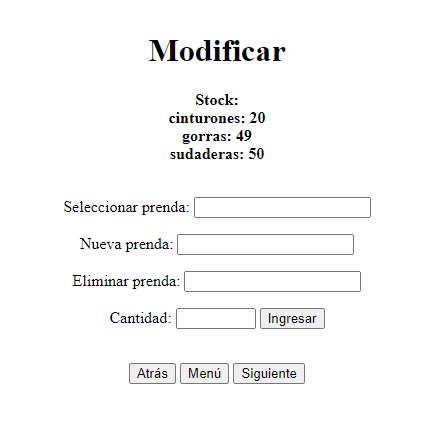 Modificar
Stock:
cinturones: 20
gorras: 49
sudaderas: 50
Seleccionar prenda:
Nueva prenda:
Eliminar prenda:
Cantidad: Ingresar
Atrás Menú Siguiente